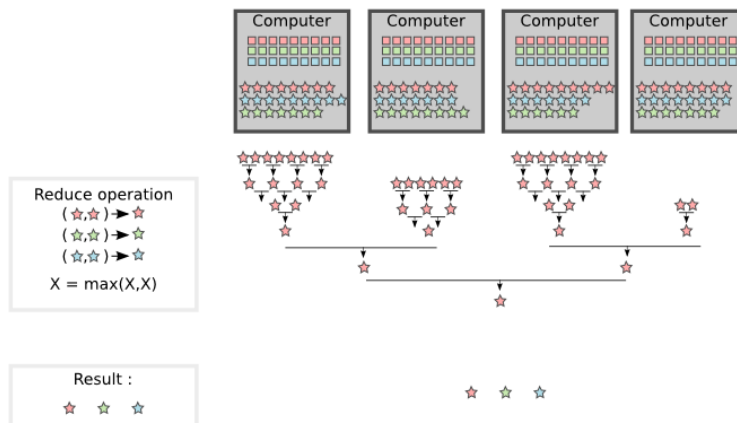 Computer
Computer
Computer
Computer
Reduce operation
( , )
( , )
( , )
X = max(X,X)
Result :